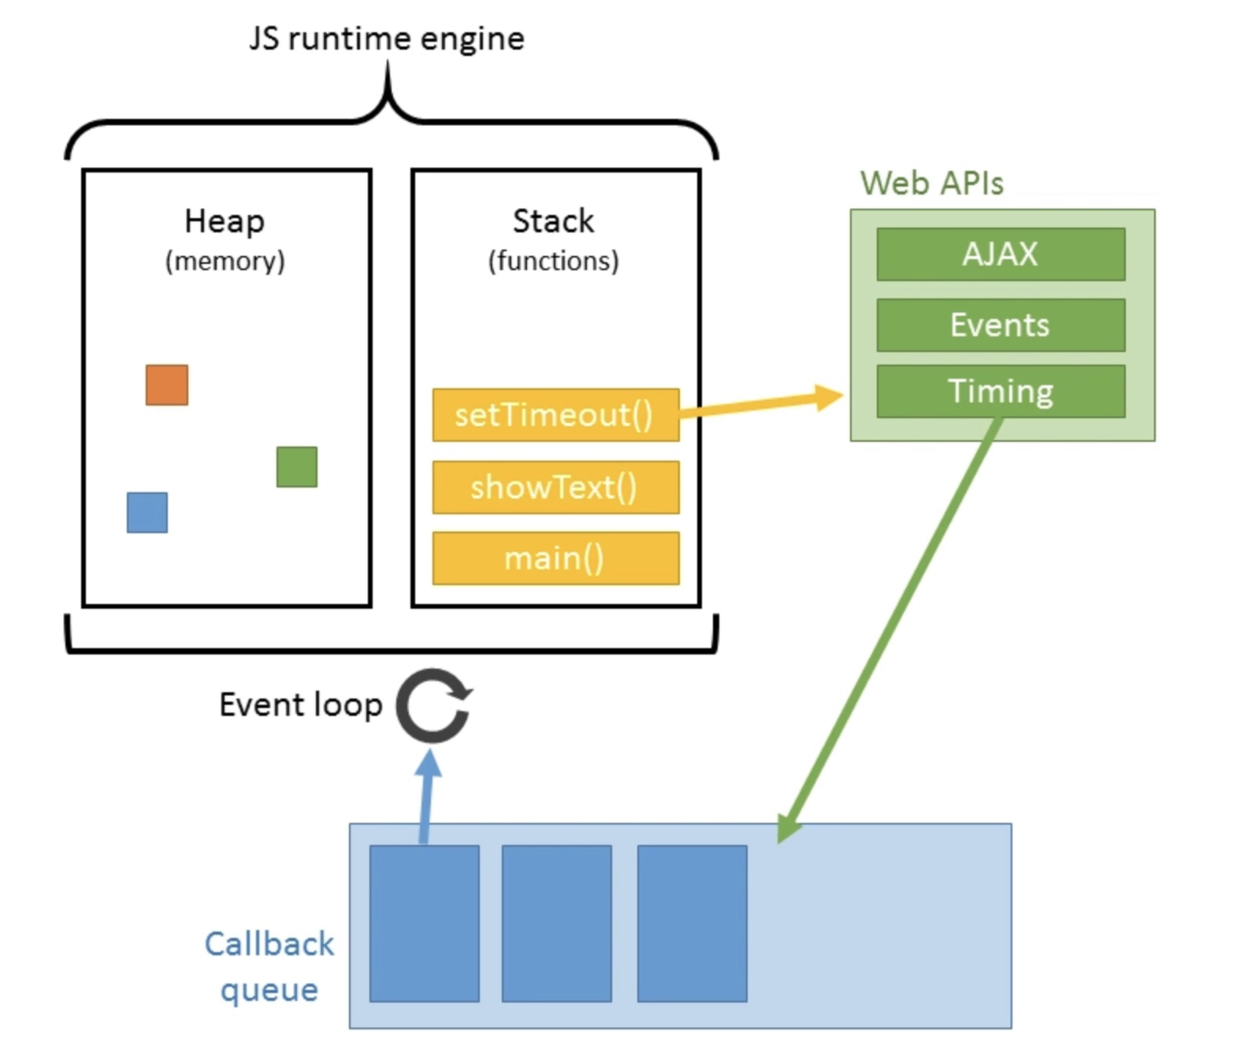 JS runtime engine
Heap
(memory)
Stack
(functions)
setTimeout()
showText()
main()
Web APIs
AJAX
Events
Timing
Event loop
Callback
queue